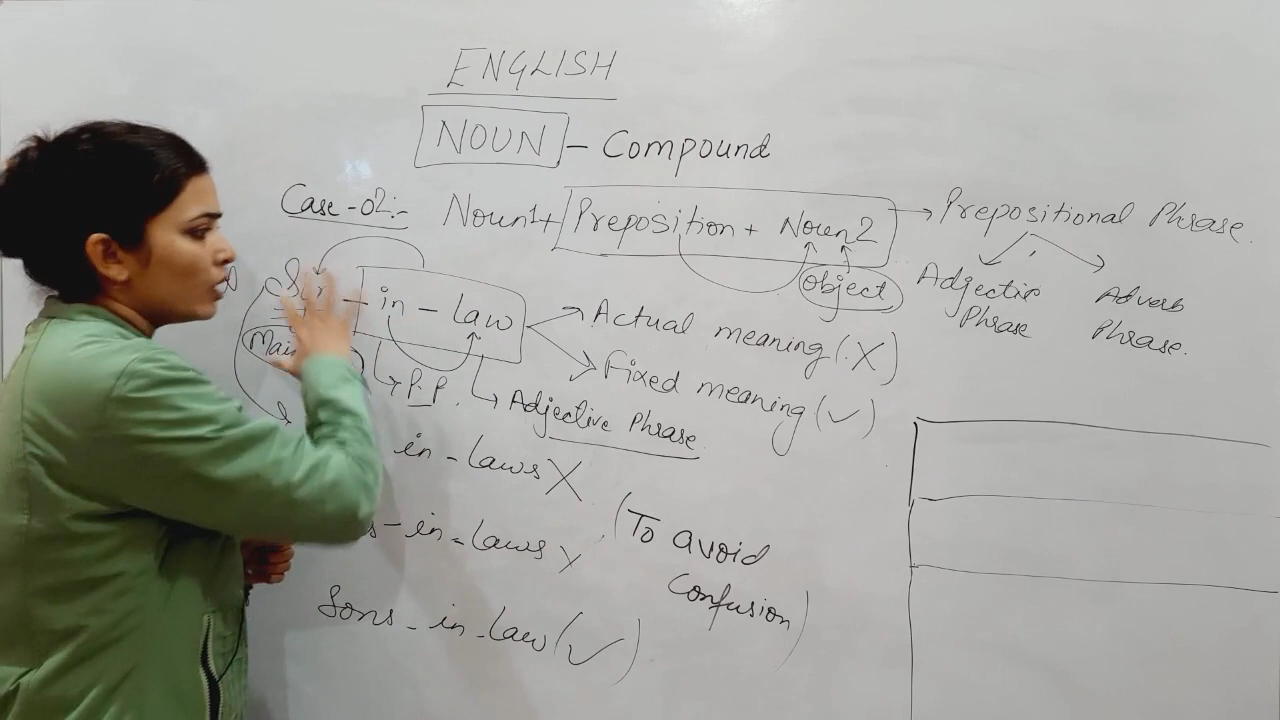 ENGLISH
NOUN - Compound
Case -02:- Noun1+ Preposition + Noun2 → Prepositional Phrase.
object
Adjective Phrase
Adverb Phrase.
-in-law
Actual meaning (X)
Fixed meaning (✓)
P.P.
Adjective Phrase.
in-laws X
s-in-laws X
(To avoid
confusion)
Sons-in-law (✓)